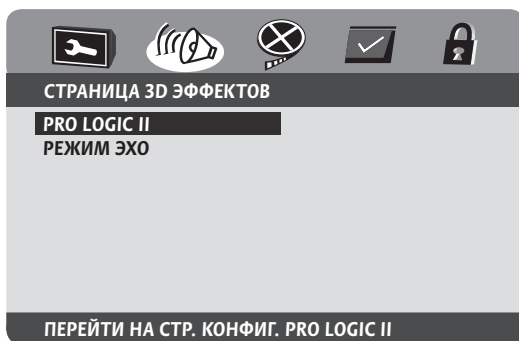 СТРАНИЦА 3D ЭФФЕКТОВ
PRO LOGIC II
РЕЖИМ ЭХО
ПЕРЕЙТИ НА СТР. КОНФИГ. PRO LOGIC II